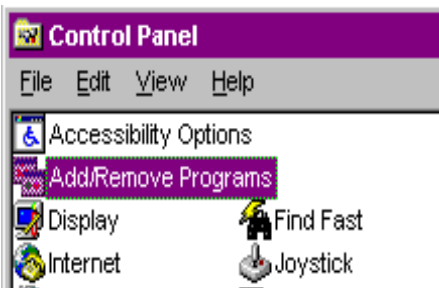 Control Panel
File Edit View Help
Accessibility Options
Add/Remove Programs
Display Find Fast
Internet Joystick